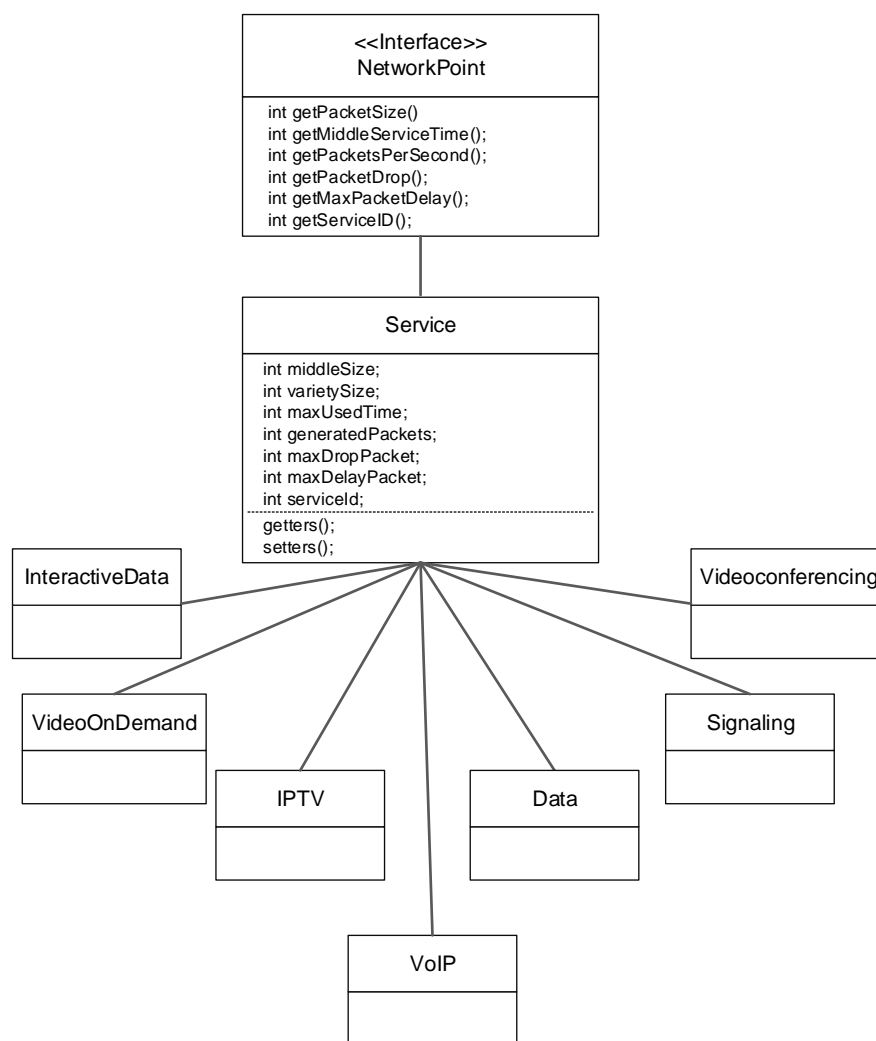 <<Interface>>
NetworkPoint
int getPacketSize()
int getMiddleServiceTime();
int getPacketsPerSecond();
int getPacketDrop();
int getMaxPacketDelay();
int getServiceID();
Service
int middleSize;
int varietySize;
int maxUsedTime;
int generatedPackets;
int maxDropPacket;
int maxDelayPacket;
int serviceId;
getters();
setters();
InteractiveData
Videoconferencing
VideoOnDemand
Signaling
IPTV
Data
VoIP